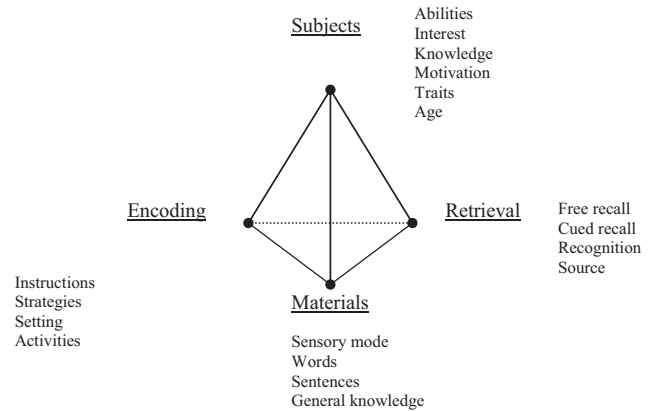 Subjects
Abilities
Interest
Knowledge
Motivation
Traits
Age
Encoding
Retrieval
Free recall
Cued recall
Recognition
Source
Instructions
Strategies
Setting
Activities
Materials
Sensory mode
Words
Sentences
General knowledge